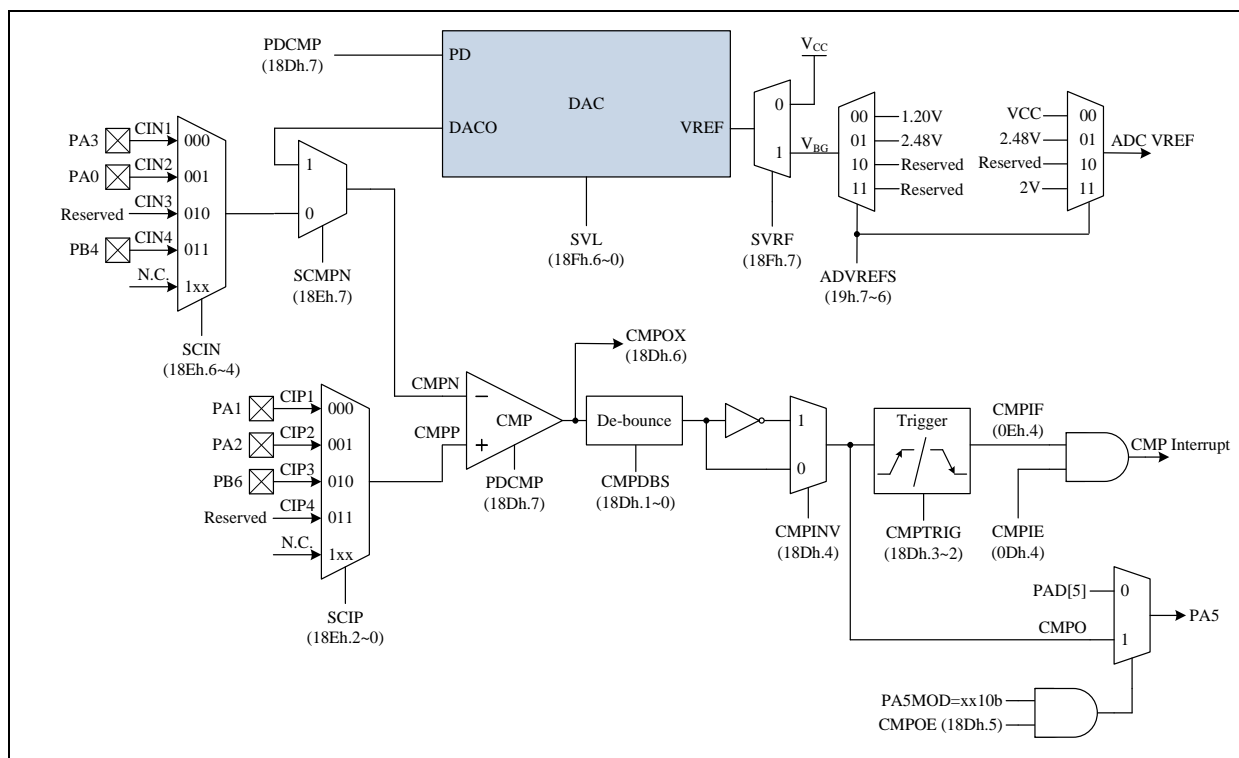 PDCMP
(18Dh.7)
PD
DACO
DAC
VREF
SVL
(18Fh.6~0)
VCC
0
1
SVRF
(18Fh.7)
VBG
00
01
10
11
1.20V
2.48V
Reserved
Reserved
ADVREFS
(19h.7~6)
VCC
2.48V
Reserved
2V
00
01
10
11
ADC VREF
PA3
CIN1
000
PA0
CIN2
001
Reserved
CIN3
010
PB4
CIN4
011
N.C.
1xx
SCIN
(18Eh.6~4)
1
0
SCMPN
(18Eh.7)
PA1
CIP1
000
PA2
CIP2
001
PB6
CIP3
010
Reserved
CIP4
011
N.C.
1xx
SCIP
(18Eh.2~0)
CMPN
CMPP
−
+
CMP
PDCMP
(18Dh.7)
CMPOX
(18Dh.6)
De-bounce
CMPDBS
(18Dh.1~0)
1
0
CMPINV
(18Dh.4)
Trigger
CMPTRIG
(18Dh.3~2)
CMPIF
(0Eh.4)
CMPIE
(0Dh.4)
CMP Interrupt
PAD[5]
0
CMPO
1
PA5
PA5MOD=xx10b
CMPOE (18Dh.5)